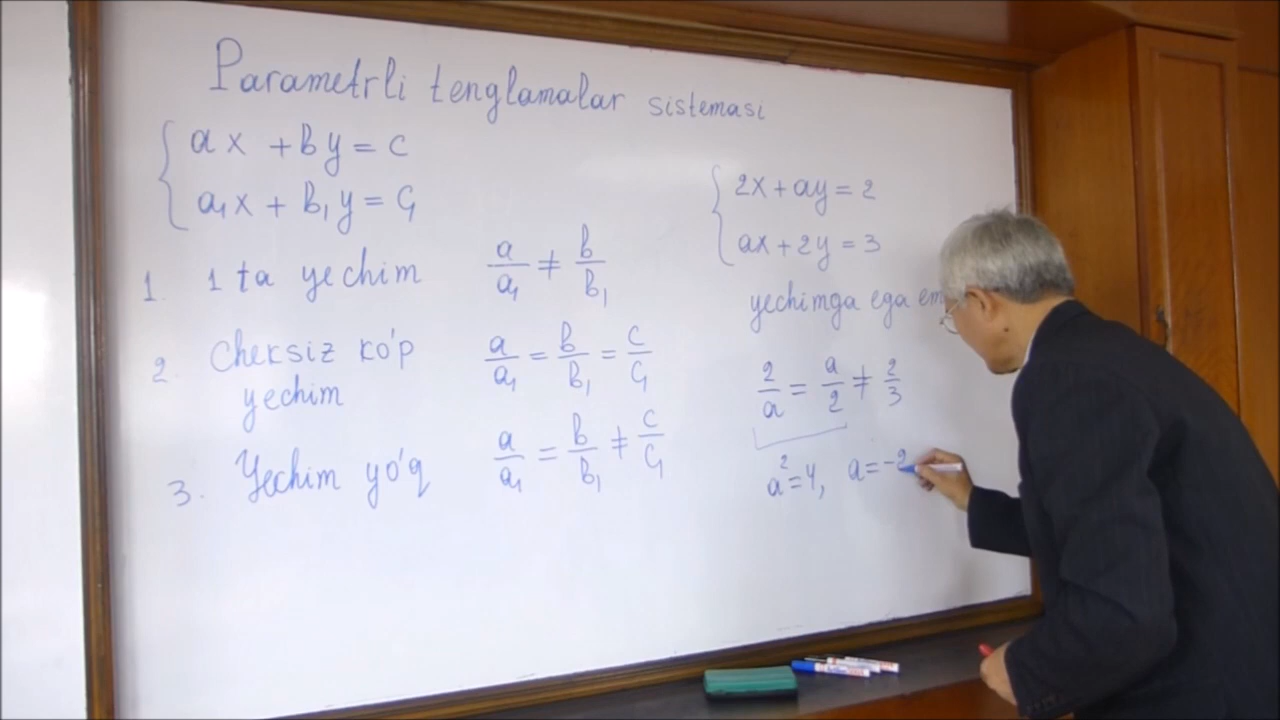 Parametrli tenglamalar sistemasi
ax + by = c
a₁x + b₁y = c₁
1. 1 ta yechim a/a₁ ≠ b/b₁
2. Cheksiz ko'p yechim a/a₁ = b/b₁ = c/c₁
3. Yechim yo'q a/a₁ = b/b₁ ≠ c/c₁
2x + ay = 2
ax + 2y = 3
yechimga ega
2/a = a/2 ≠ 2/3
a² = 4, a = -2